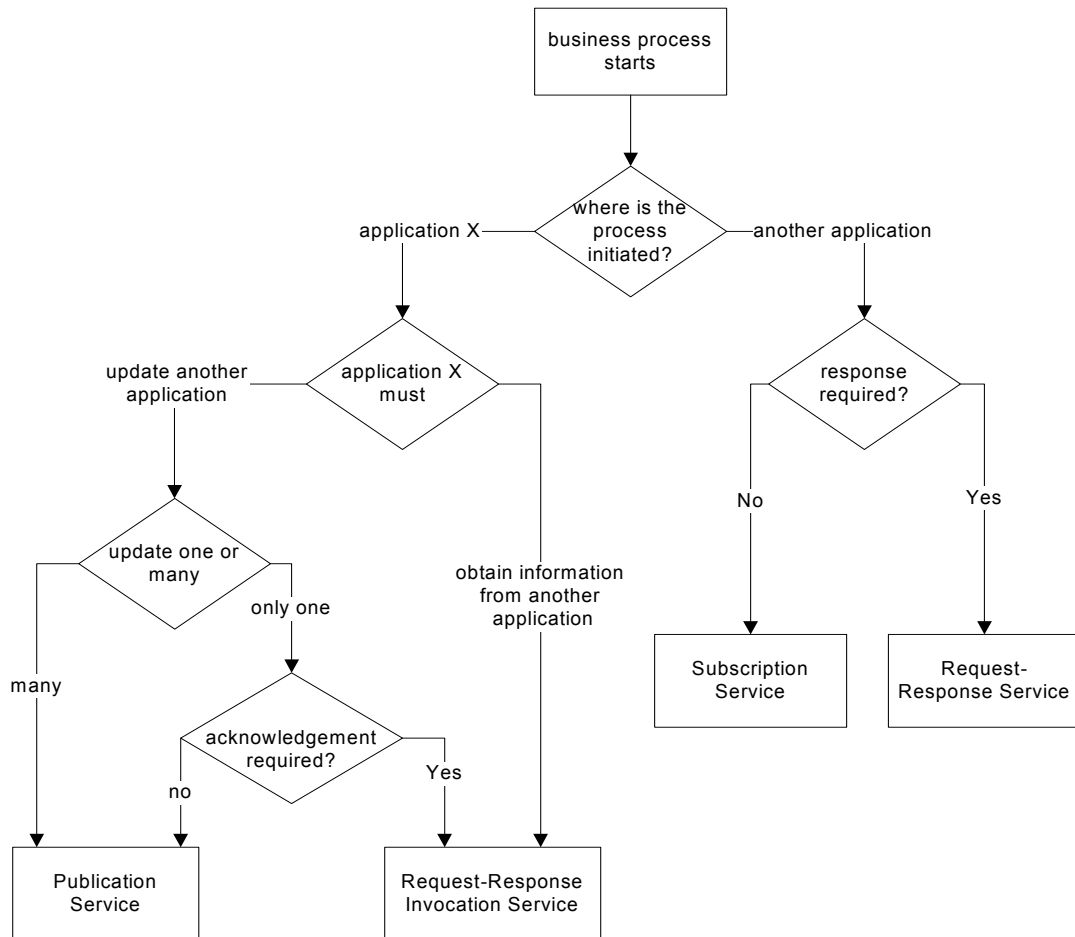 business process
starts
where is the
process
initiated?
application X
another application
application X
must
update another
application
response
required?
No
Yes
update one or
many
only one
obtain information
from another
application
many
Subscription
Service
Request-
Response Service
acknowledgement
required?
no
Yes
Publication
Service
Request-Response
Invocation Service